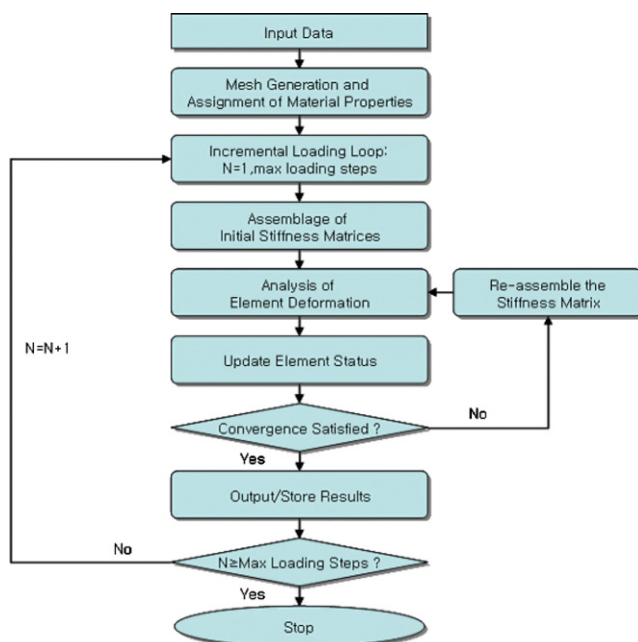 Input Data
Mesh Generation and
Assignment of Material Properties
Incremental Loading Loop:
N=1,max loading steps
Assemblage of
Initial Stiffness Matrices
Analysis of
Element Deformation
Re-assemble the
Stiffness Matrix
N=N+1
Update Element Status
No
Convergence Satisfied ?
Yes
Output/Store Results
No
N≥Max Loading Steps ?
Yes
Stop